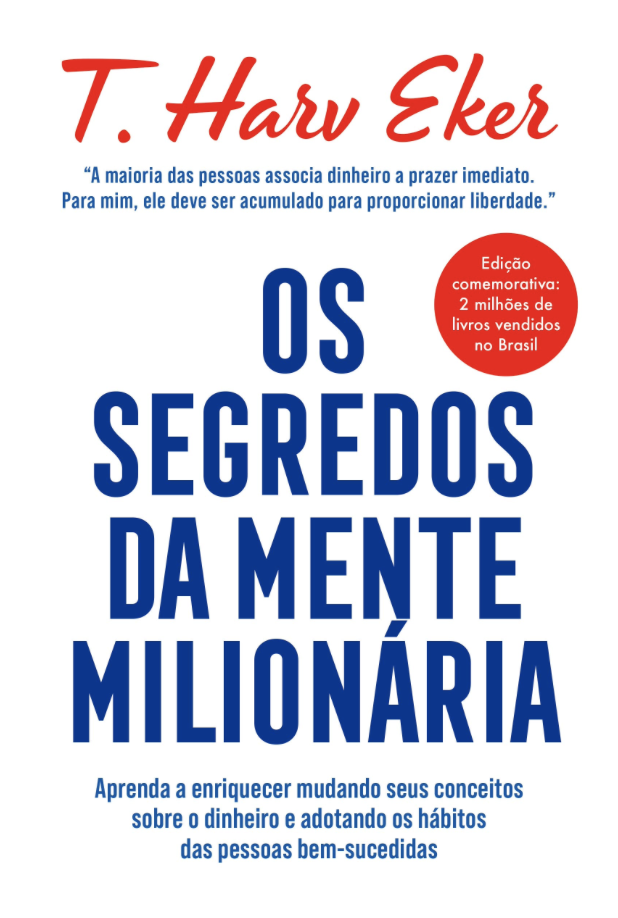 T. Harv Eker
“A maioria das pessoas associa dinheiro a prazer imediato.
Para mim, ele deve ser acumulado para proporcionar liberdade.”
Edição
comemorativa:
2 milhões de
livros vendidos
no Brasil
OS
SEGREDOS
DA MENTE
MILIONÁRIA
Aprenda a enriquecer mudando seus conceitos
sobre o dinheiro e adotando os hábitos
das pessoas bem-sucedidas